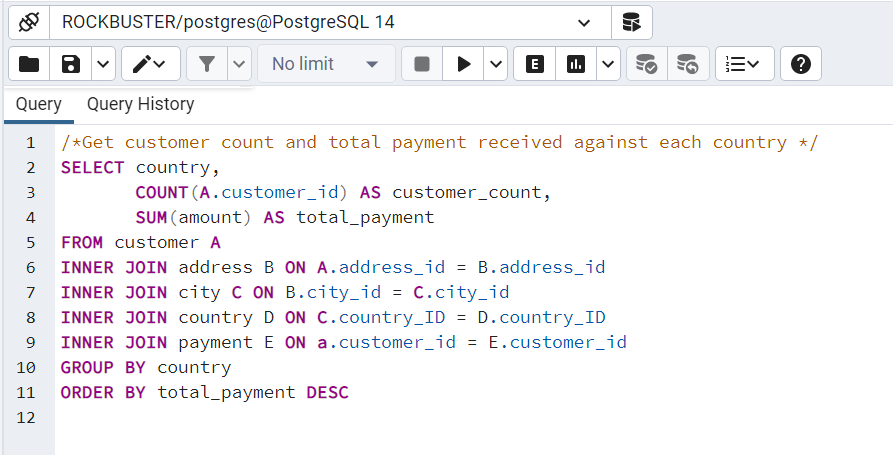 ROCKBUSTER/postgres@PostgreSQL 14
No limit
E
Query Query History
1 /*Get customer count and total payment received against each country */
2 SELECT country,
3 COUNT(A.customer_id) AS customer_count,
4 SUM(amount) AS total_payment
5 FROM customer A
6 INNER JOIN address B ON A.address_id = B.address_id
7 INNER JOIN city C ON B.city_id = C.city_id
8 INNER JOIN country D ON C.country_ID = D.country_ID
9 INNER JOIN payment E ON a.customer_id = E.customer_id
10 GROUP BY country
11 ORDER BY total_payment DESC
12